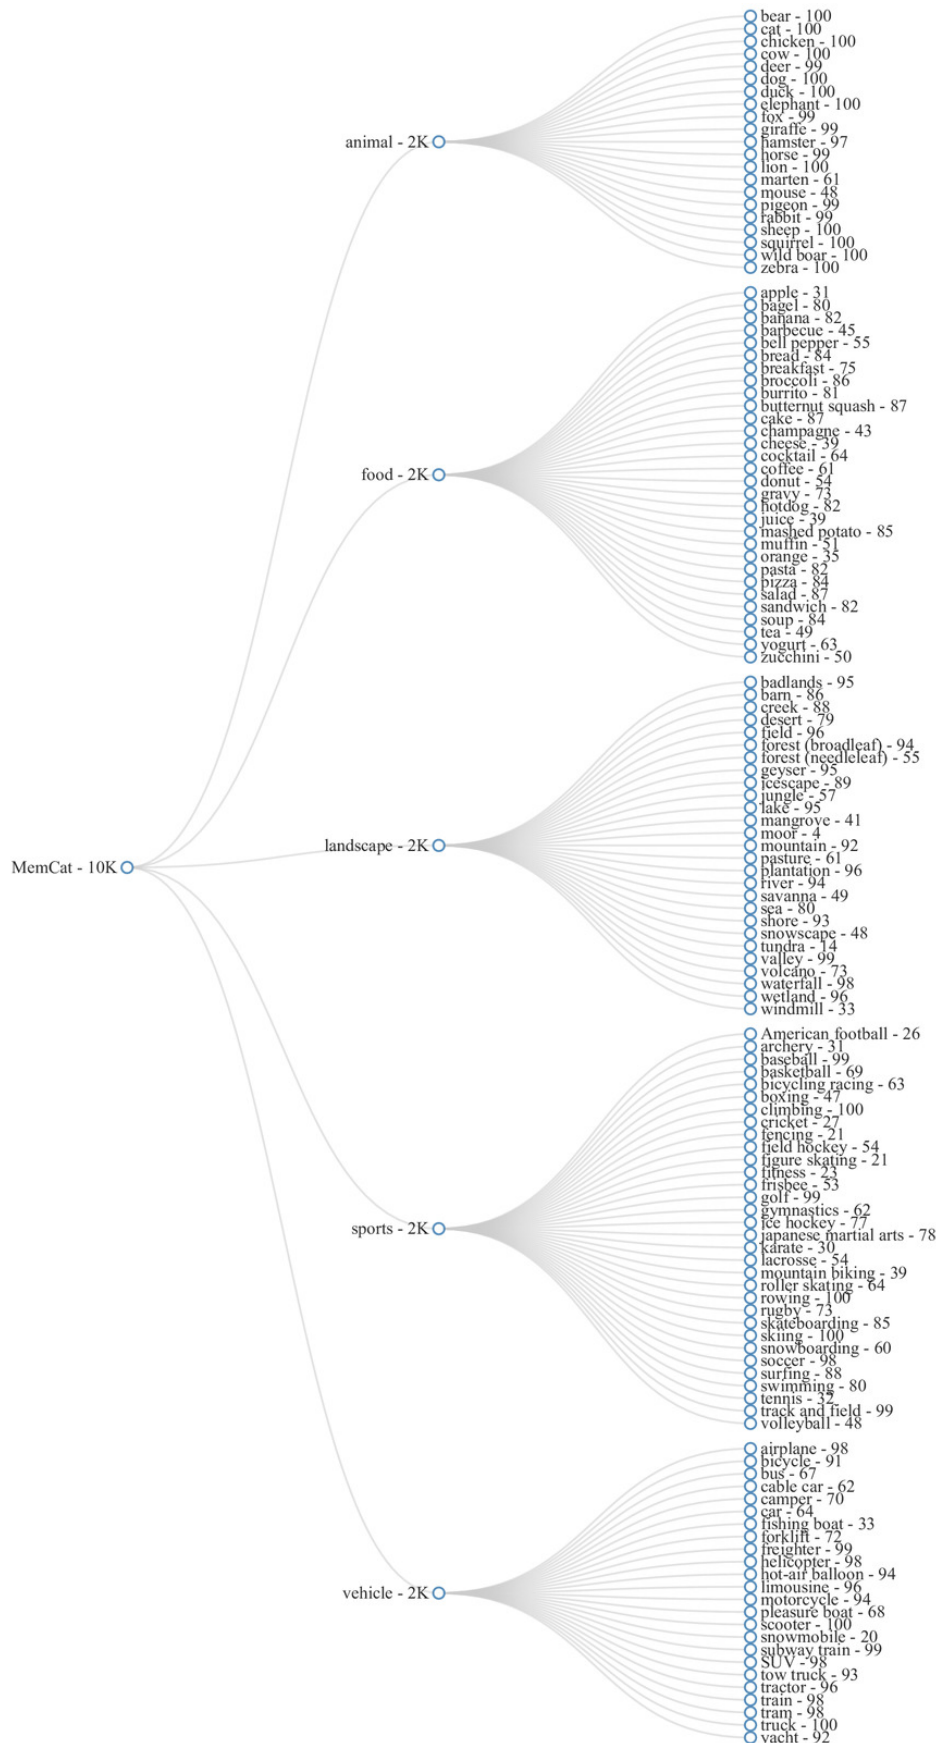 MemCat - 10K
animal - 2K
bear - 100
cat - 100
chicken - 100
cow - 100
deer - 99
dog - 100
duck - 100
elephant - 100
fox - 99
giraffe - 99
hamster - 97
horse - 99
lion - 100
marten - 61
mouse - 48
pigeon - 99
rabbit - 99
sheep - 100
squirrel - 100
wild boar - 100
zebra - 100
food - 2K
apple - 31
bagel - 80
banana - 82
barbecue - 45
bell pepper - 55
bread - 84
breakfast - 75
broccoli - 86
burrito - 81
butternut squash - 87
cake - 87
champagne - 43
cheese - 39
cocktail - 64
coffee - 61
donut - 54
gravy - 73
hotdog - 82
juice - 39
mashed potato - 85
muffin - 51
orange - 35
pasta - 82
pizza - 84
salad - 87
sandwich - 82
soup - 84
tea - 49
yogurt - 63
zucchini - 50
landscape - 2K
badlands - 95
barn - 86
creek - 88
desert - 79
field - 96
forest (broadleaf) - 94
forest (needleleaf) - 55
geyser - 95
icescape - 89
jungle - 57
lake - 95
mangrove - 41
moor - 4
mountain - 92
pasture - 61
plantation - 96
river - 94
savanna - 49
sea - 80
shore - 93
snowscape - 48
tundra - 14
valley - 99
volcano - 73
waterfall - 98
wetland - 96
windmill - 33
sports - 2K
American football - 26
archery - 31
baseball - 99
basketball - 69
bicycling racing - 63
boxing - 47
climbing - 100
cricket - 27
fencing - 21
field hockey - 54
figure skating - 21
fitness - 23
frisbee - 53
golf - 99
gymnastics - 62
ice hockey - 77
japanese martial arts - 78
karate - 30
lacrosse - 54
mountain biking - 39
roller skating - 64
rowing - 100
rugby - 73
skateboarding - 85
skiing - 100
snowboarding - 60
soccer - 98
surfing - 88
swimming - 80
tennis - 32
track and field - 99
volleyball - 48
vehicle - 2K
airplane - 98
bicycle - 91
bus - 67
cable car - 62
camper - 70
car - 64
fishing boat - 33
forklift - 72
freighter - 99
helicopter - 98
hot-air balloon - 94
limousine - 96
motorcycle - 94
pleasure boat - 68
scooter - 100
snowmobile - 20
subway train - 99
SUV - 98
tow truck - 93
tractor - 96
train - 98
tram - 98
truck - 100
yacht - 92